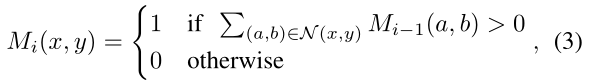 M_i(x, y) = { 1 if ∑_{(a,b)∈𝒩(x,y)} M_{i−1}(a, b) > 0
0 otherwise , (3)